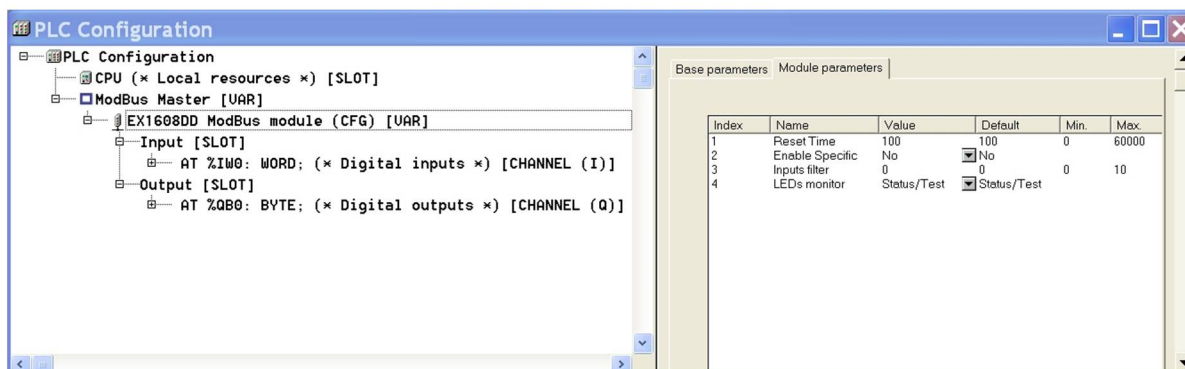 PLC Configuration
PLC Configuration
CPU (* Local resources *) [SLOT]
ModBus Master [VAR]
EX1608DD ModBus module (CFG) [VAR]
Input [SLOT]
AT %IW0: WORD; (* Digital inputs *) [CHANNEL (I)]
Output [SLOT]
AT %QB0: BYTE; (* Digital outputs *) [CHANNEL (Q)]
Base parameters Module parameters
Index Name Value Default Min. Max.
1 Reset Time 100 100 0 60000
2 Enable Specific No No
3 Inputs filter 0 0 0 10
4 LEDs monitor Status/Test Status/Test